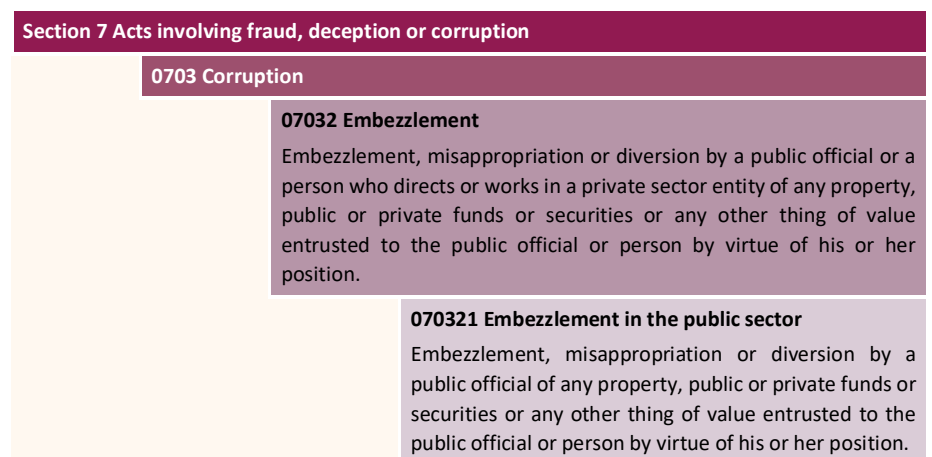 Section 7 Acts involving fraud, deception or corruption
0703 Corruption
07032 Embezzlement
Embezzlement, misappropriation or diversion by a public official or a
person who directs or works in a private sector entity of any property,
public or private funds or securities or any other thing of value
entrusted to the public official or person by virtue of his or her
position.
070321 Embezzlement in the public sector
Embezzlement, misappropriation or diversion by a
public official of any property, public or private funds or
securities or any other thing of value entrusted to the
public official or person by virtue of his or her position.